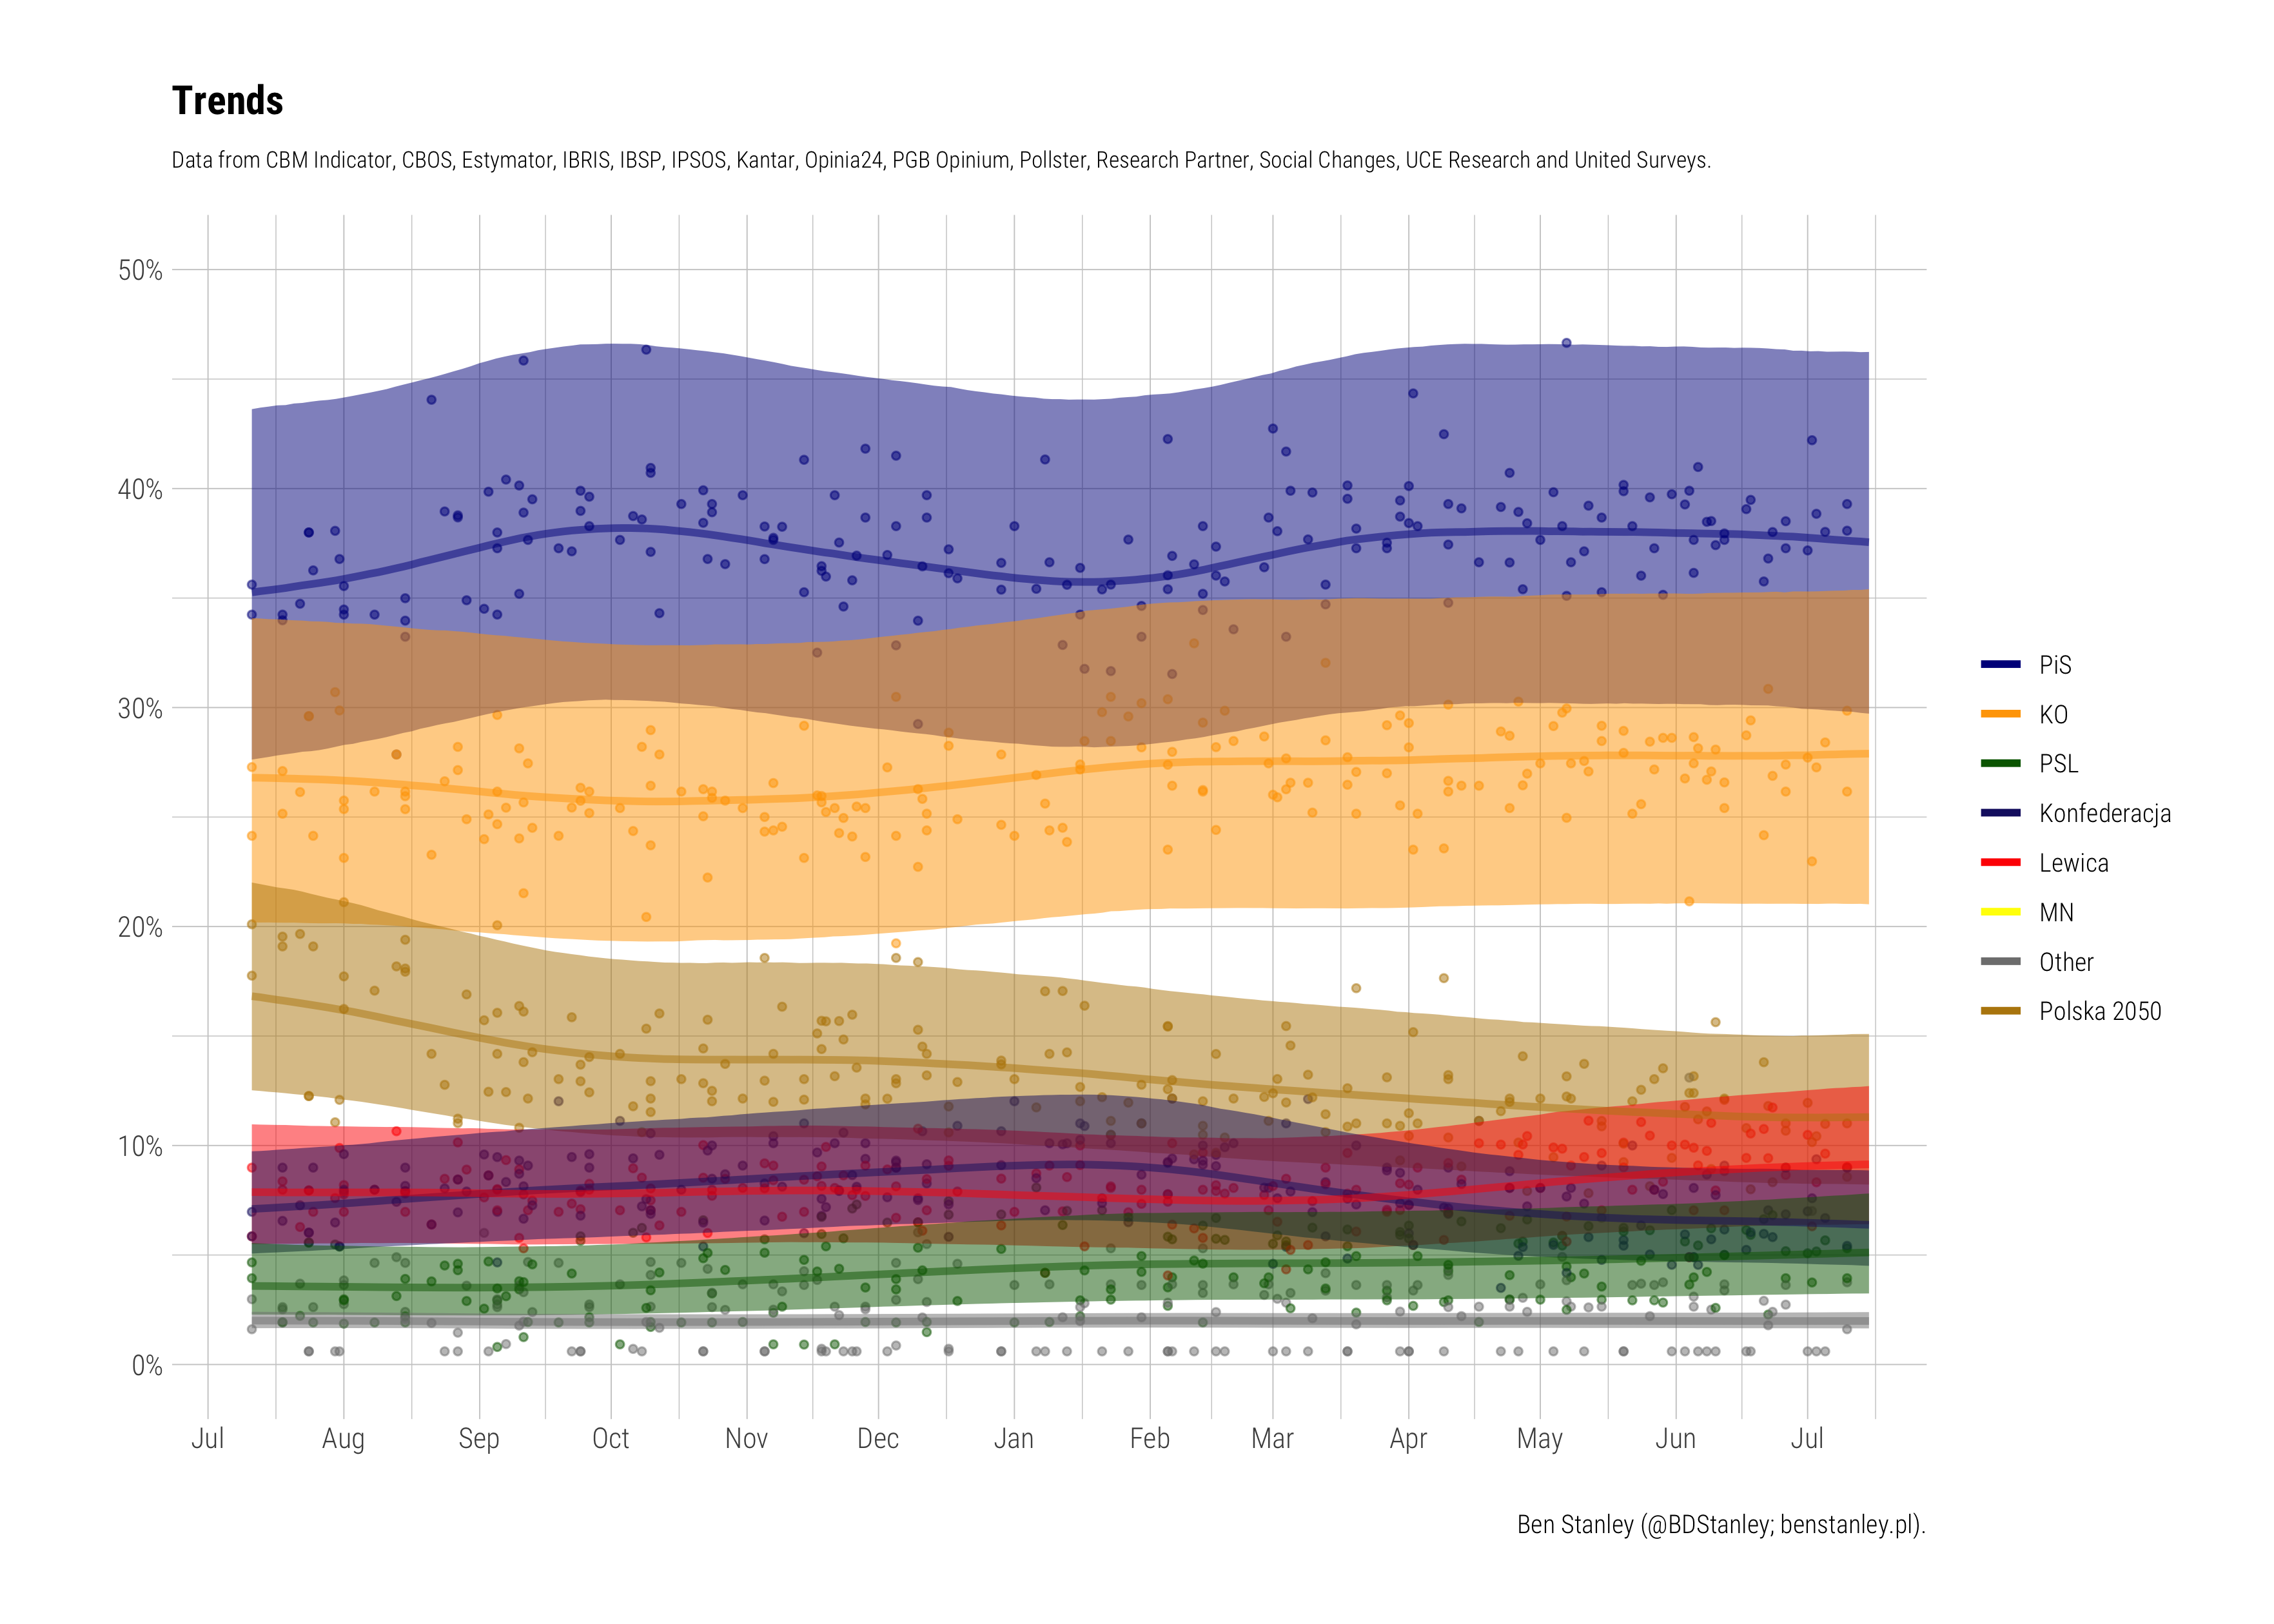 Trends
Data from CBM Indicator, CBOS, Estymator, IBRIS, IBSP, IPSOS, Kantar, Opinia24, PGB Opinium, Pollster, Research Partner, Social Changes, UCE Research and United Surveys.
50%
40%
30%
20%
10%
0%
Jul Aug Sep Oct Nov Dec Jan Feb Mar Apr May Jun Jul
PiS
KO
PSL
Konfederacja
Lewica
MN
Other
Polska 2050
Ben Stanley (@BDStanley; benstanley.pl).